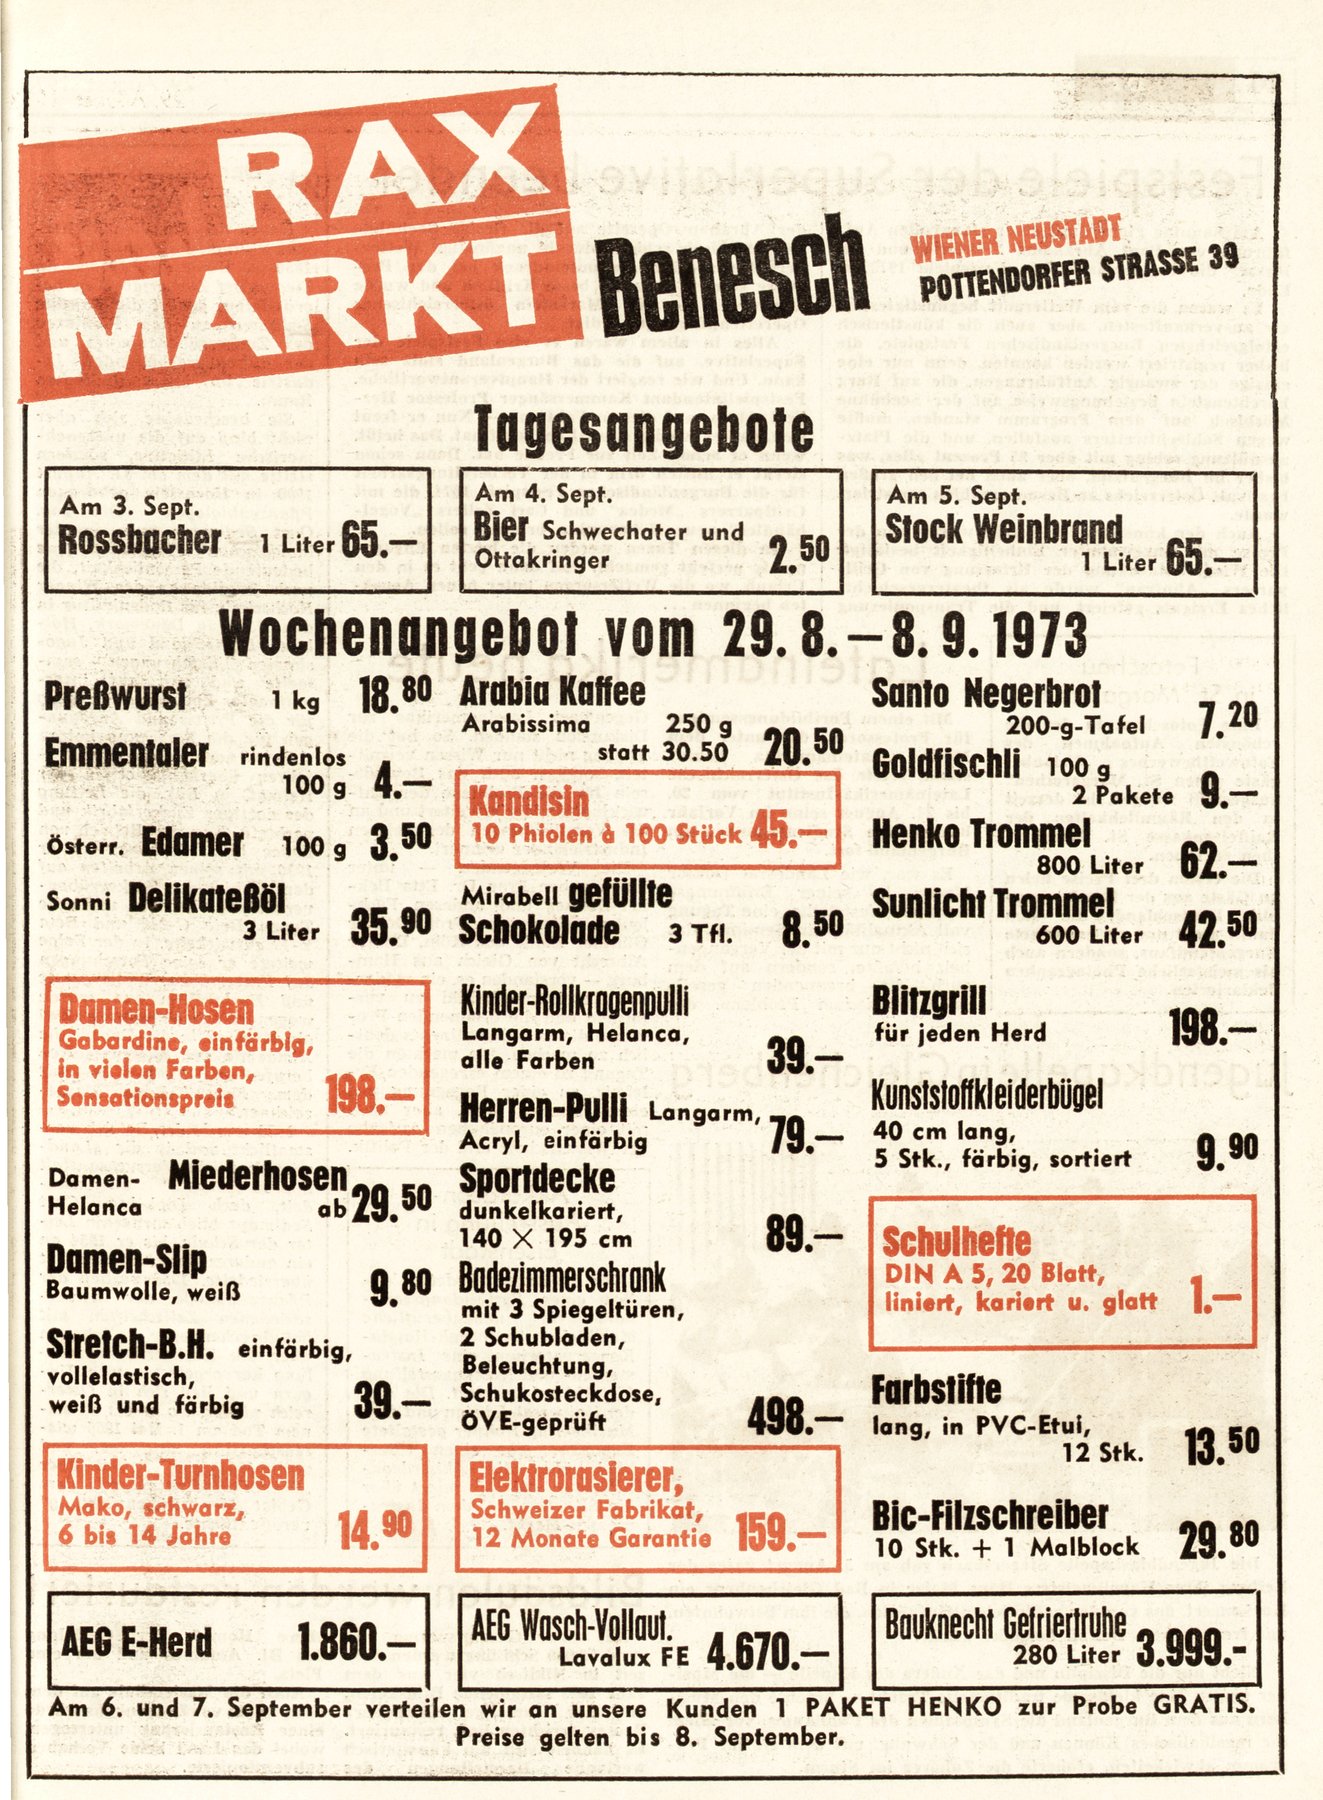 RAX
MARKT
Benesch
WIENER NEUSTADT
POTTENDORFER STRASSE 39
Tagesangebote
Am 3. Sept.
Rossbacher 1 Liter 65.—
Am 4. Sept.
Bier Schwechater und
Ottakringer 2.50
Am 5. Sept.
Stock Weinbrand
1 Liter 65.—
Wochenangebot vom 29. 8. — 8. 9. 1973
Preßwurst 1 kg 18.80
Emmentaler rindenlos
100 g 4.—
Österr. Edamer 100 g 3.50
Sonni Delikateßöl
3 Liter 35.90
Damen-Hosen
Gabardine, einfärbig,
in vielen Farben,
Sensationspreis 198.—
Damen- Miederhosen
Helanca ab 29.50
Damen-Slip
Baumwolle, weiß 9.80
Stretch-B.H. einfärbig,
vollelastisch,
weiß und färbig 39.—
Kinder-Turnhosen
Mako, schwarz,
6 bis 14 Jahre 14.90
Arabia Kaffee
Arabissima 250 g
statt 30.50 20.50
Kandisin
10 Phiolen à 100 Stück 45.—
Mirabell gefüllte
Schokolade 3 Tfl. 8.50
Kinder-Rollkragenpulli
Langarm, Helanca,
alle Farben 39.—
Herren-Pulli Langarm,
Acryl, einfärbig 79.—
Sportdecke
dunkelkariert,
140 × 195 cm 89.—
Badezimmerschrank
mit 3 Spiegeltüren,
2 Schubladen,
Beleuchtung,
Schukosteckdose,
ÖVE-geprüft 498.—
Elektrorasierer,
Schweizer Fabrikat,
12 Monate Garantie 159.—
Santo Negerbrot
200-g-Tafel 7.20
Goldfischli 100 g
2 Pakete 9.—
Henko Trommel
800 Liter 62.—
Sunlicht Trommel
600 Liter 42.50
Blitzgrill
für jeden Herd 198.—
Kunststoffkleiderbügel
40 cm lang,
5 Stk., färbig, sortiert 9.90
Schulhefte
DIN A 5, 20 Blatt,
liniert, kariert u. glatt 1.—
Farbstifte
lang, in PVC-Etui,
12 Stk. 13.50
Bic-Filzschreiber
10 Stk. + 1 Malblock 29.80
AEG E-Herd 1.860.—
AEG Wasch-Vollaut.
Lavalux FE 4.670.—
Bauknecht Gefriertruhe
280 Liter 3.999.-
Am 6. und 7. September verteilen wir an unsere Kunden 1 PAKET HENKO zur Probe GRATIS.
Preise gelten bis 8. September.